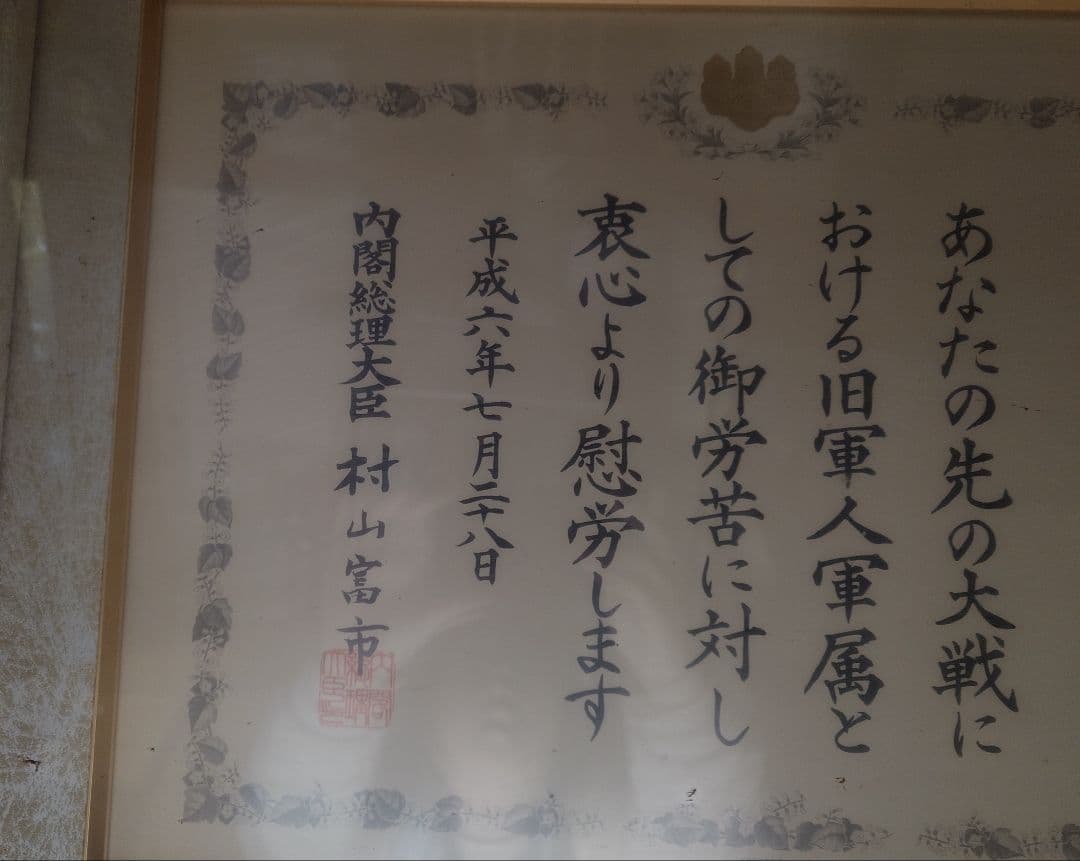 あなたの先の大戦に
おける旧軍人軍属と
しての御労苦に対し
衷心より慰労します
平成六年七月二十八日
内閣総理大臣 村山富市